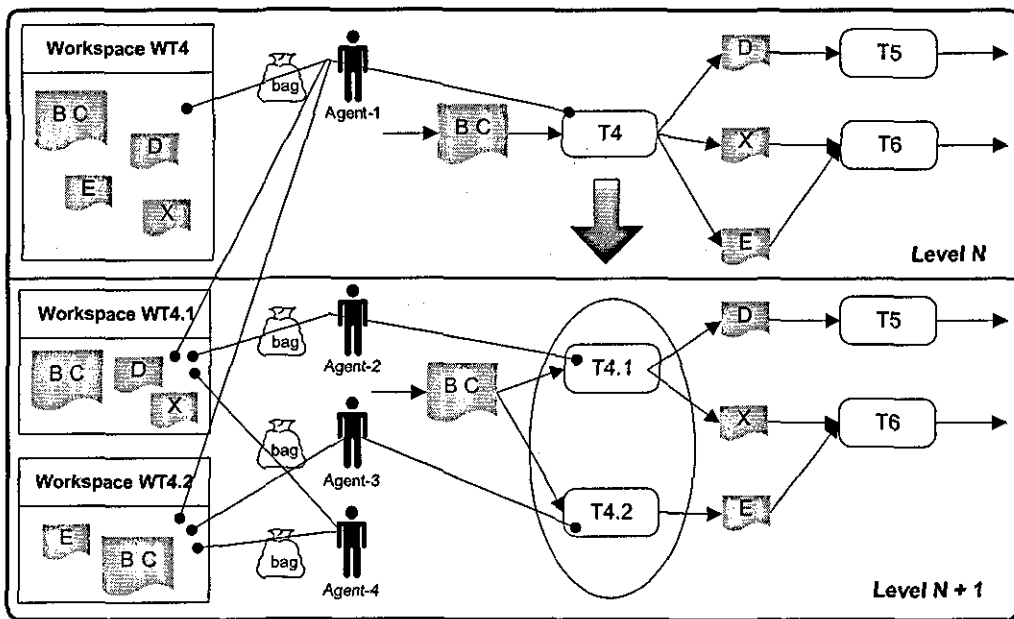 Workspace WT4
B C
D
E
X
bag
Agent-1
B C
T4
D
X
E
T5
T6
Level N
Workspace WT4.1
B C
D
X
Workspace WT4.2
E
B C
bag
Agent-2
bag
Agent-3
bag
Agent-4
B C
T4.1
T4.2
D
X
E
T5
T6
Level N + 1